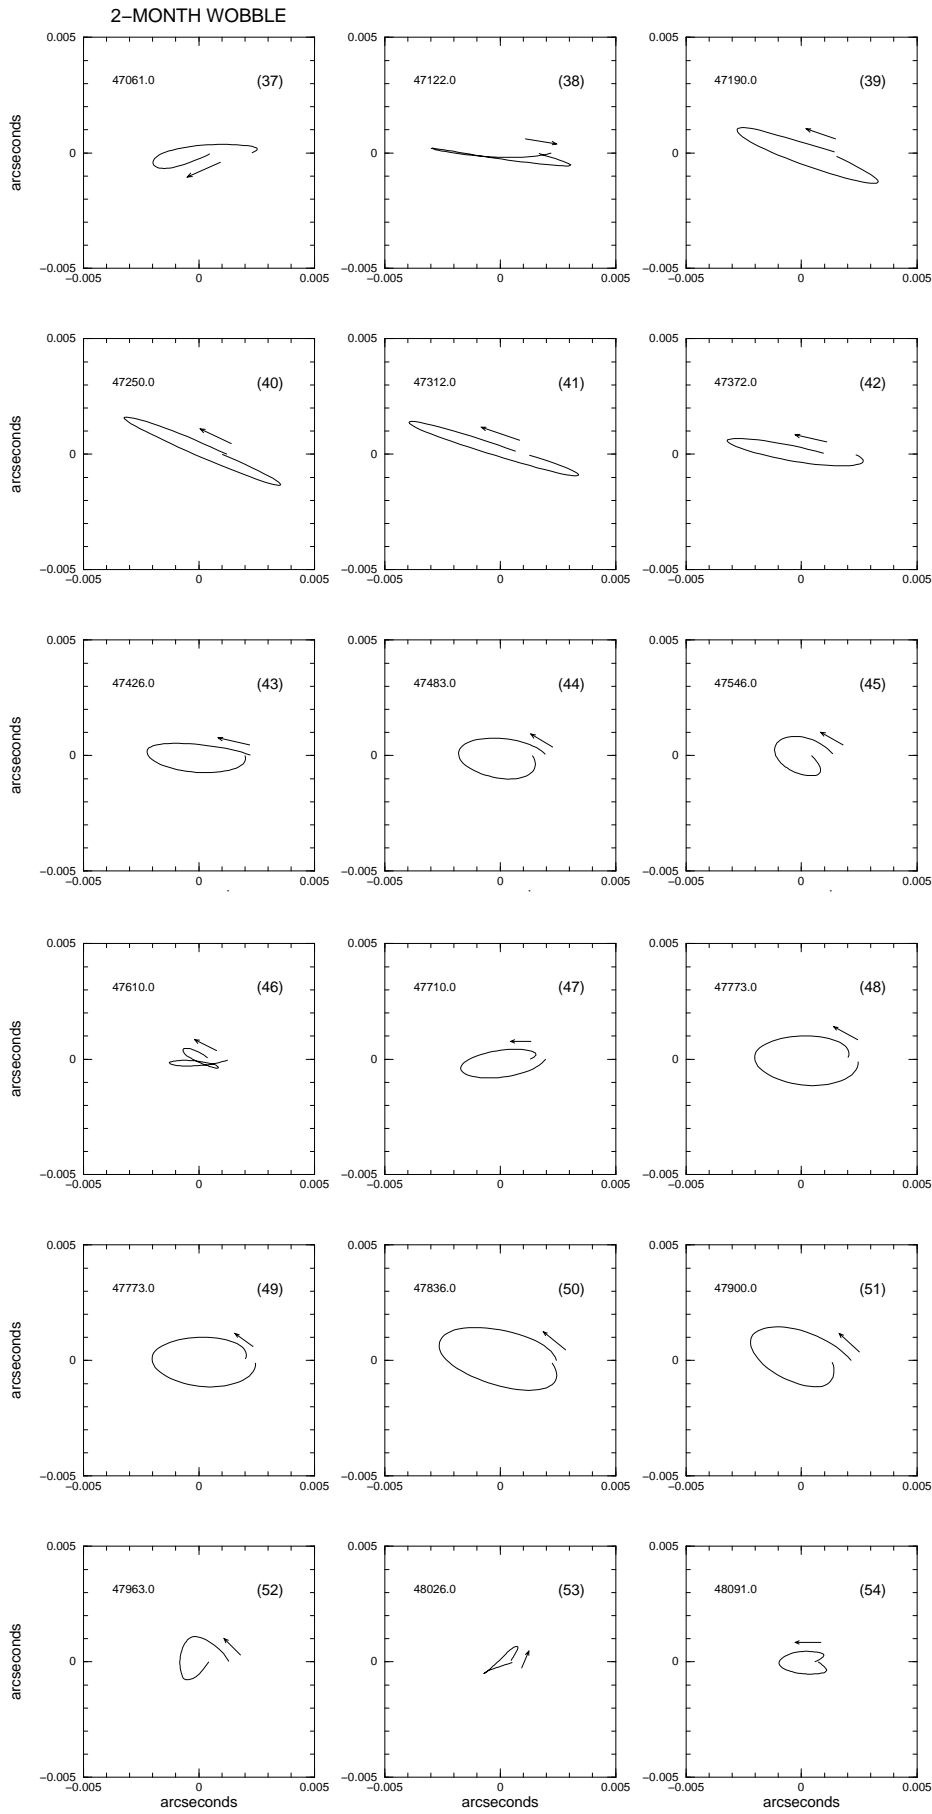 2−MONTH WOBBLE
0.005 0.005 0.005
47061.0 (37) 47122.0 (38) 47190.0 (39)
arcseconds
0 0 0
−0.005 −0.005 −0.005
−0.005 0 0.005 −0.005 0 0.005 −0.005 0 0.005
0.005 0.005 0.005
47250.0 (40) 47312.0 (41) 47372.0 (42)
arcseconds
0 0 0
−0.005 −0.005 −0.005
−0.005 0 0.005 −0.005 0 0.005 −0.005 0 0.005
0.005 0.005 0.005
47426.0 (43) 47483.0 (44) 47546.0 (45)
arcseconds
0 0 0
−0.005 −0.005 −0.005
−0.005 0 0.005 −0.005 0 0.005 −0.005 0 0.005
0.005 0.005 0.005
47610.0 (46) 47710.0 (47) 47773.0 (48)
arcseconds
0 0 0
−0.005 −0.005 −0.005
−0.005 0 0.005 −0.005 0 0.005 −0.005 0 0.005
0.005 0.005 0.005
47773.0 (49) 47836.0 (50) 47900.0 (51)
arcseconds
0 0 0
−0.005 −0.005 −0.005
−0.005 0 0.005 −0.005 0 0.005 −0.005 0 0.005
0.005 0.005 0.005
47963.0 (52) 48026.0 (53) 48091.0 (54)
arcseconds
0 0 0
−0.005 −0.005 −0.005
−0.005 0 0.005 −0.005 0 0.005 −0.005 0 0.005
arcseconds arcseconds arcseconds